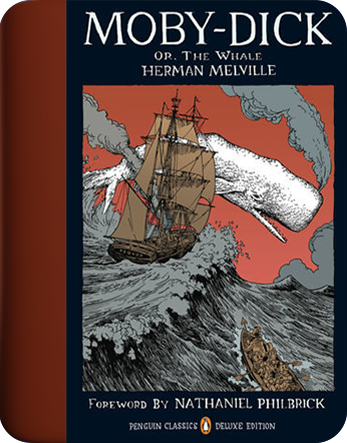 MOBY-DICK
OR, THE WHALE
HERMAN MELVILLE
FOREWORD BY NATHANIEL PHILBRICK
PENGUIN CLASSICS DELUXE EDITION